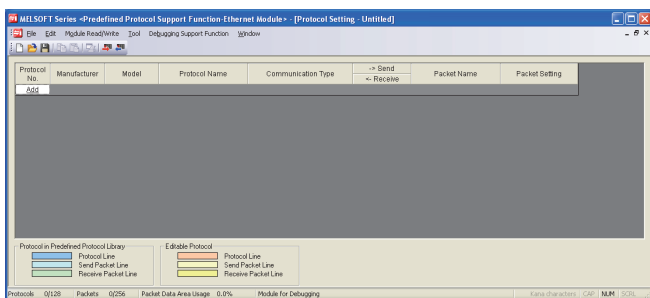 MELSOFT Series <Predefined Protocol Support Function-Ethernet Module> - [Protocol Setting - Untitled]
File Edit Module Read/Write Tool Debugging Support Function Window
Protocol No. Manufacturer Model Protocol Name Communication Type -> Send <- Receive Packet Name Packet Setting
Add
Protocol in Predefined Protocol Library
Protocol Line
Send Packet Line
Receive Packet Line
Editable Protocol
Protocol Line
Send Packet Line
Receive Packet Line
Protocols 0/128 Packets 0/256 Packet Data Area Usage 0.0% Module for Debugging Kana characters CAP NUM SCRL